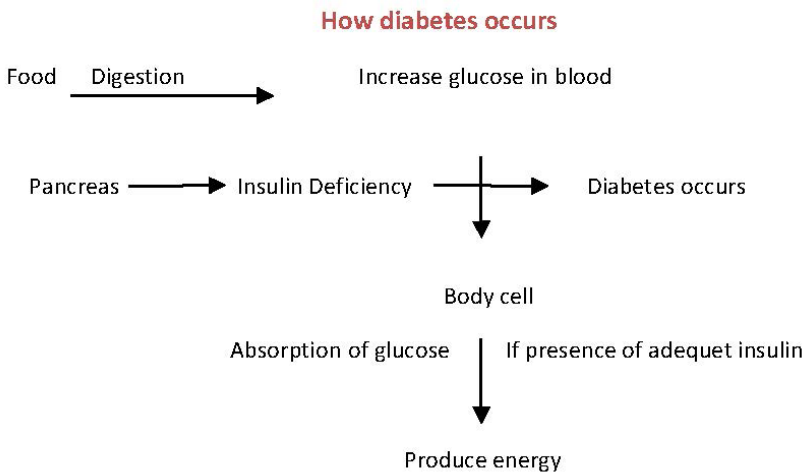 How diabetes occurs
Food Digestion Increase glucose in blood
Pancreas Insulin Deficiency Diabetes occurs
Body cell
Absorption of glucose If presence of adequet insulin
Produce energy